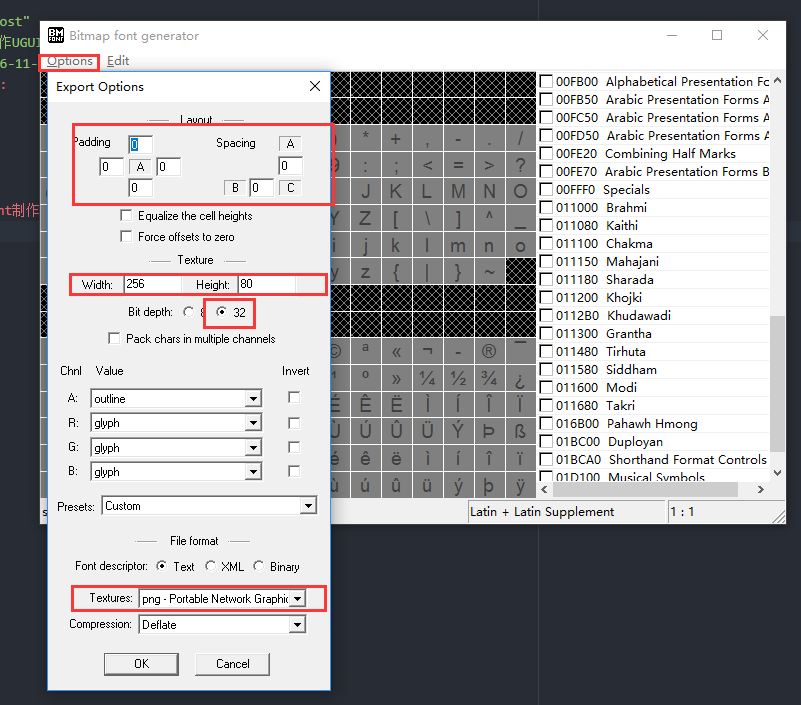 ost"
作UGUI
BM
FONT
Bitmap font generator
6-11-
Options Edit
:
Export Options
Layout
Padding 0 Spacing A
0 A 0 0
0 B 0 C
nt制作
Equalize the cell heights
Force offsets to zero
Texture
Width: 256 Height: 80
Bit depth: 32
Pack chars in multiple channels
Chnl Value Invert
A: outline
R: glyph
G: glyph
B: glyph
Presets: Custom
File format
Font descriptor: Text XML Binary
Textures: png - Portable Network Graphic
Compression: Deflate
OK Cancel
* + , - . /
9 : ; < = > ?
J K L M N O
Y Z [ \ ] ^ _
i j k l m n o
y z { | } ~
© ª « ¬ - ® ¯
¹ º » ¼ ½ ¾ ¿
É Ê Ë Ì Í Î Ï
Ù Ú Û Ü Ý Þ ß
é ê ë ì í î ï
ù ú û ü ý þ ÿ
00FB00 Alphabetical Presentation Fo
00FB50 Arabic Presentation Forms A
00FC50 Arabic Presentation Forms A
00FD50 Arabic Presentation Forms A
00FE20 Combining Half Marks
00FE70 Arabic Presentation Forms B
00FFF0 Specials
011000 Brahmi
011080 Kaithi
011100 Chakma
011150 Mahajani
011180 Sharada
011200 Khojki
0112B0 Khudawadi
011300 Grantha
011480 Tirhuta
011580 Siddham
011600 Modi
011680 Takri
016B00 Pahawh Hmong
01BC00 Duployan
01BCA0 Shorthand Format Controls
01D100 Musical Symbols
s
Latin + Latin Supplement 1 : 1